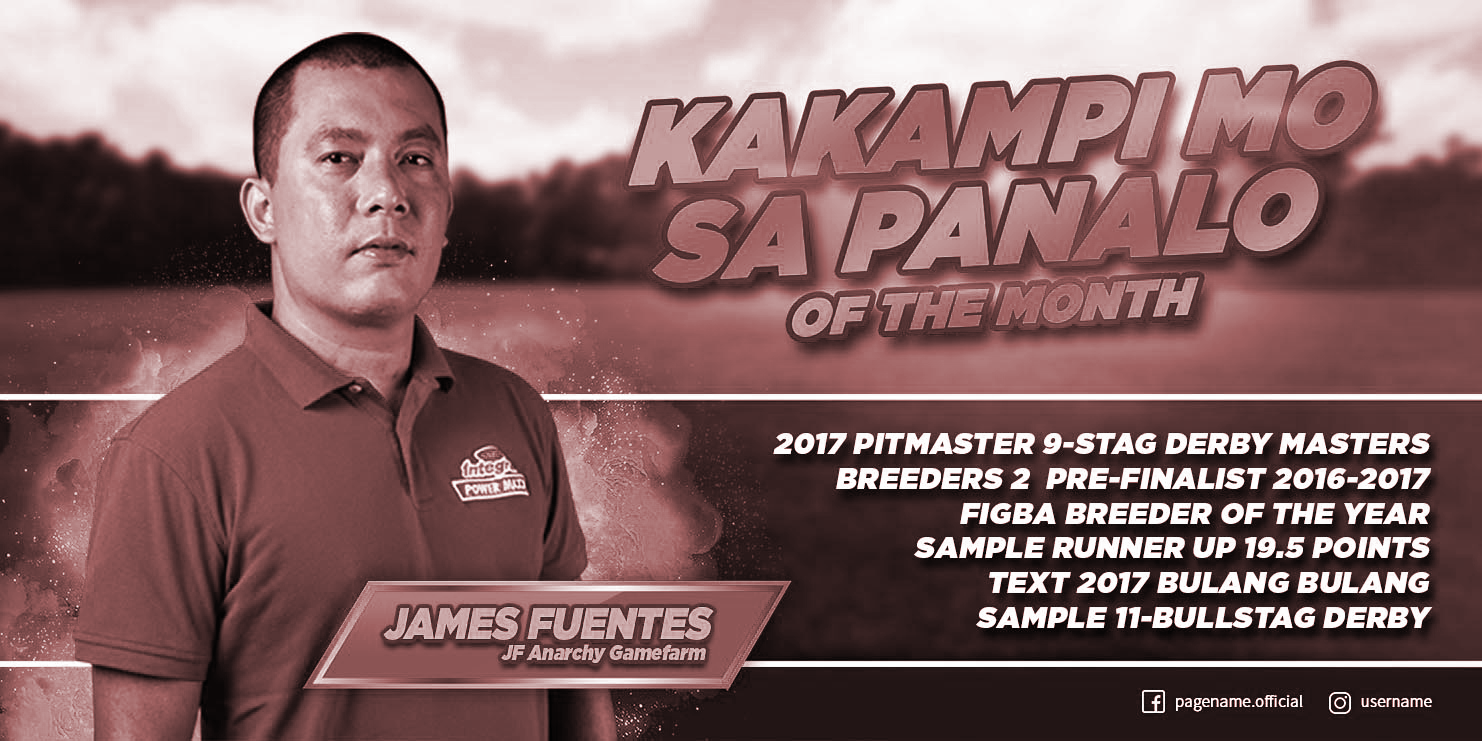 KAKAMPI MO
SA PANALO
OF THE MONTH
2017 PITMASTER 9-STAG DERBY MASTERS
BREEDERS 2 PRE-FINALIST 2016-2017
FIGBA BREEDER OF THE YEAR
SAMPLE RUNNER UP 19.5 POINTS
TEXT 2017 BULANG BULANG
SAMPLE 11-BULLSTAG DERBY
POWER MAXX
JAMES FUENTES
JF Anarchy Gamefarm
pagename.official
username